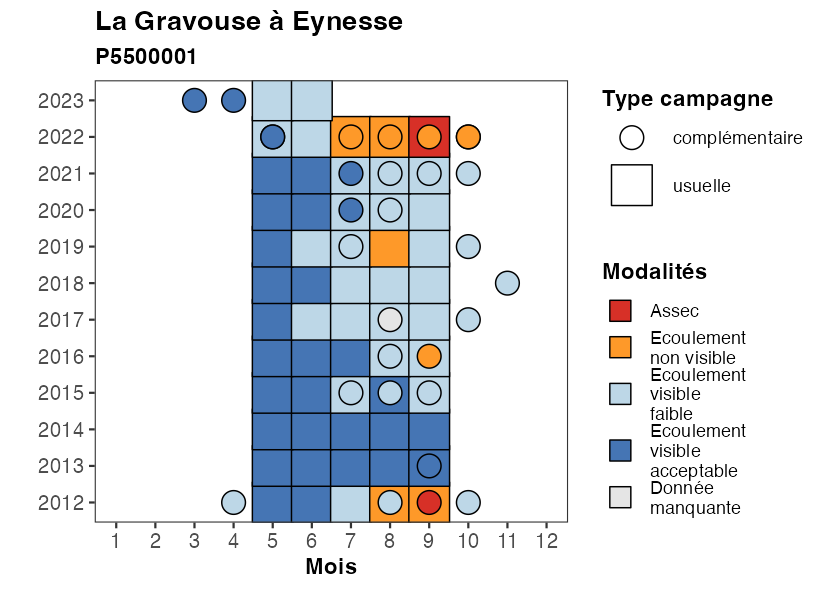 La Gravouse à Eynesse
P5500001
2023
2022
2021
2020
2019
2018
2017
2016
2015
2014
2013
2012
1 2 3 4 5 6 7 8 9 10 11 12
Mois
Type campagne
complémentaire
usuelle
Modalités
Assec
Ecoulement
non visible
Ecoulement
visible
faible
Ecoulement
visible
acceptable
Donnée
manquante